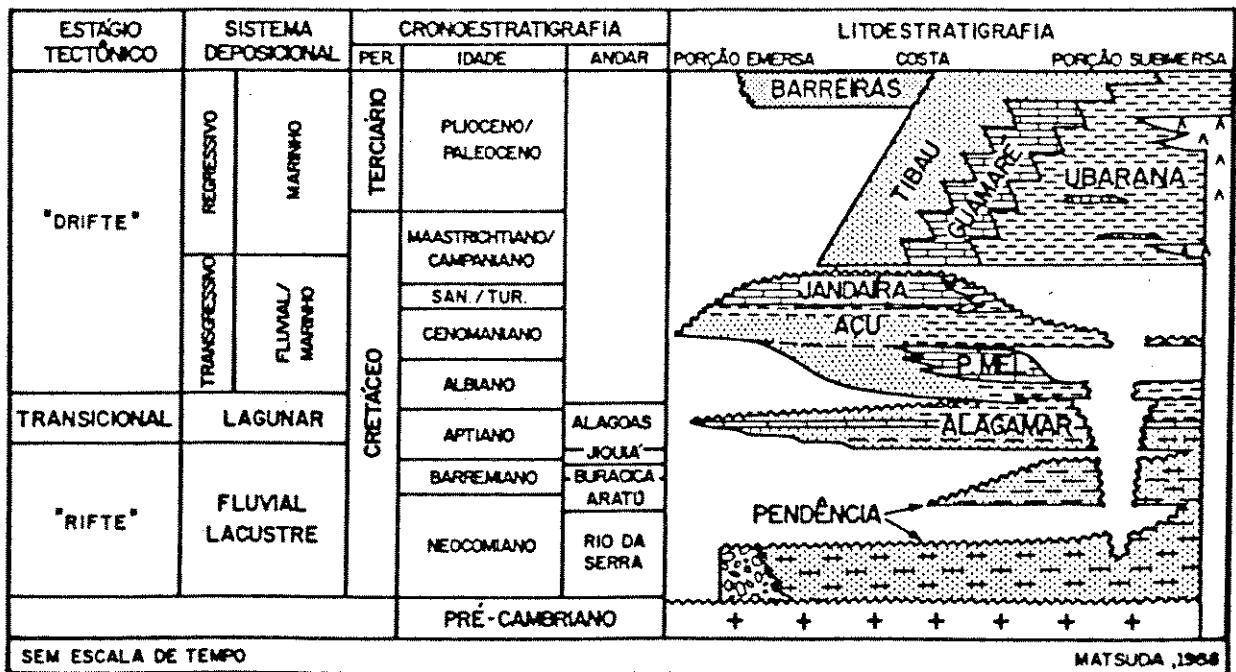 ESTÁGIO TECTÔNICO
SISTEMA DEPOSICIONAL
CRONOESTRATIGRAFIA
PER.
IDADE
ANDAR
LITOESTRATIGRAFIA
PORÇÃO EMERSA
COSTA
PORÇÃO SUBMERSA
"DRIFTE"
REGRESSIVO
MARINHO
TERCIÁRIO
PLIOCENO/
PALEOCENO
TRANSGRESSIVO
FLUVIAL/
MARINHO
CRETÁCEO
MAASTRICHTIANO/
CAMPANIANO
SAN./TUR.
CENOMANIANO
ALBIANO
TRANSICIONAL
LAGUNAR
APTIANO
ALAGOAS
JIQUIÁ
"RIFTE"
FLUVIAL
LACUSTRE
BARREMIANO
BURACICA
ARATÚ
NEOCOMIANO
RIO DA
SERRA
PRÉ-CAMBRIANO
BARREIRAS
TIBAU
GUAMARÉ
UBARANA
JANDAÍRA
AÇU
P. MEL
ALAGAMAR
PENDÊNCIA
SEM ESCALA DE TEMPO
MATSUDA, 1988